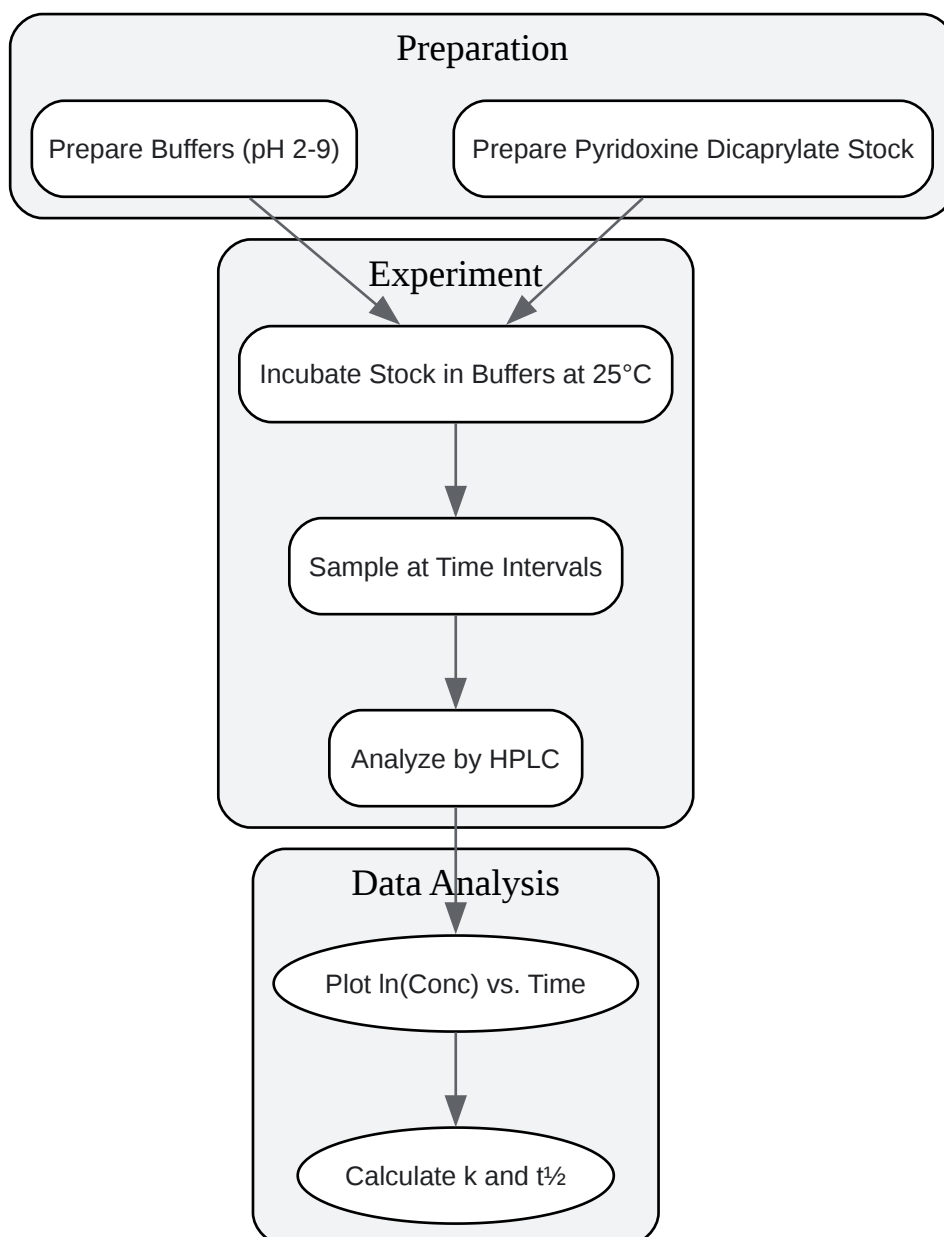 Preparation
Prepare Buffers (pH 2-9)
Prepare Pyridoxine Dicaprylate Stock
Experiment
Incubate Stock in Buffers at 25°C
Sample at Time Intervals
Analyze by HPLC
Data Analysis
Plot ln(Conc) vs. Time
Calculate k and t½